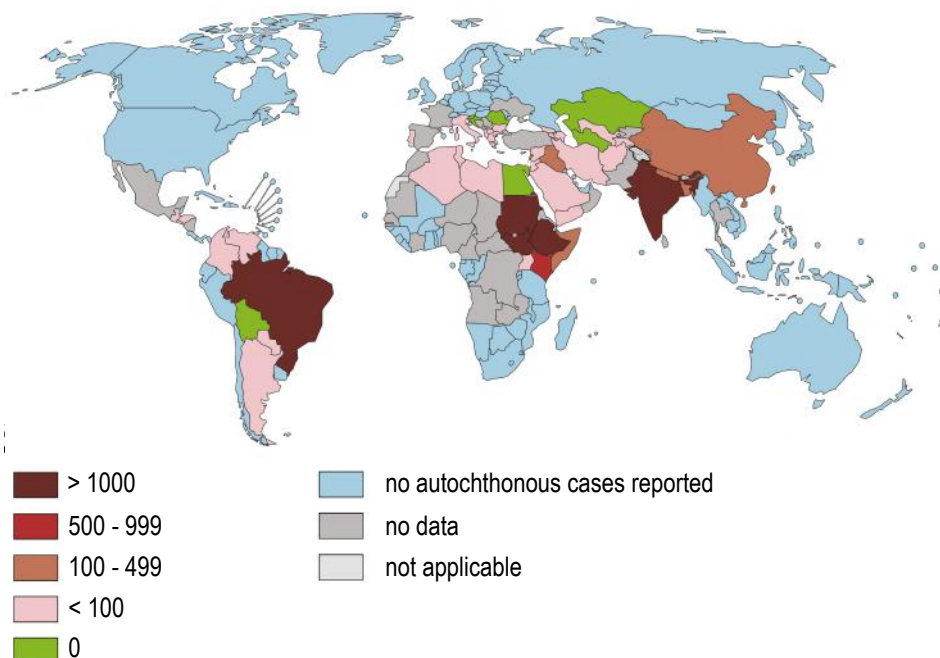 > 1000
500 - 999
100 - 499
< 100
0
no autochthonous cases reported
no data
not applicable